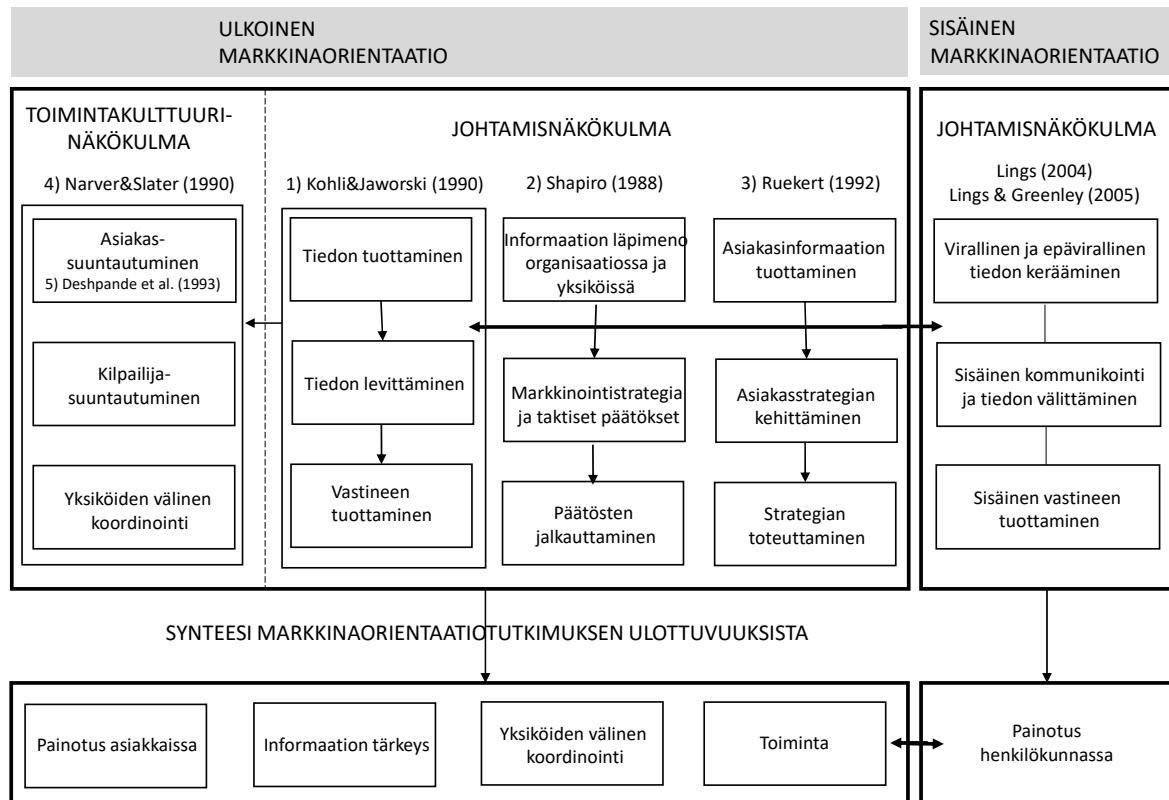 ULKOINEN
MARKKINAORIENTAATIO
SISÄINEN
MARKKINAORIENTAATIO
TOIMINTAKULTTUURI-
NÄKÖKULMA
JOHTAMISNÄKÖKULMA
JOHTAMISNÄKÖKULMA
4) Narver&Slater (1990)
1) Kohli&Jaworski (1990)
2) Shapiro (1988)
3) Ruekert (1992)
Lings (2004)
Lings & Greenley (2005)
Asiakas-
suuntautuminen
5) Deshpande et al. (1993)
Tiedon tuottaminen
Informaation läpimeno
organisaatiossa ja
yksiköissä
Asiakasinformaation
tuottaminen
Virallinen ja epävirallinen
tiedon kerääminen
Kilpailija-
suuntautuminen
Tiedon levittäminen
Markkinointistrategia
ja taktiset päätökset
Asiakasstrategian
kehittäminen
Sisäinen kommunikointi
ja tiedon välittäminen
Yksiköiden välinen
koordinointi
Vastineen
tuottaminen
Päätösten
jalkauttaminen
Strategian
toteuttaminen
Sisäinen vastineen
tuottaminen
SYNTEESI MARKKINAORIENTAATIOTUTKIMUKSEN ULOTTUVUUKSISTA
Painotus asiakkaissa
Informaation tärkeys
Yksiköiden välinen
koordinointi
Toiminta
Painotus
henkilökunnassa